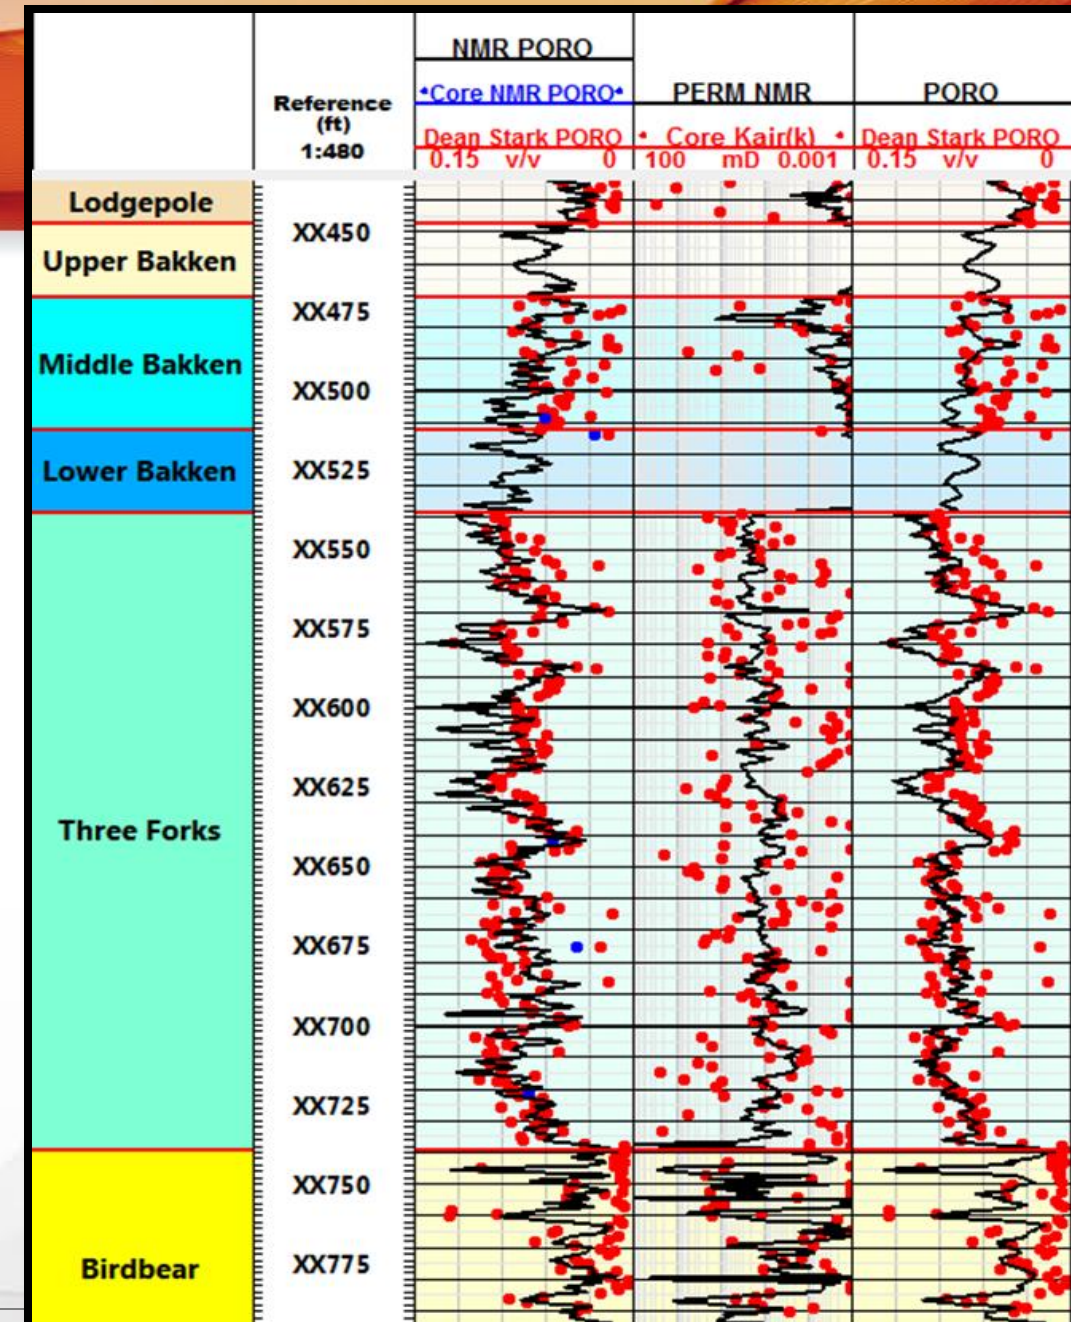 NMR PORO
Core NMR PORO
Dean Stark PORO
0.15 v/v 0
Reference
(ft)
1:480
PERM NMR
Core Kair(k)
100 mD 0.001
PORO
Dean Stark PORO
0.15 v/v 0
Lodgepole
XX450
Upper Bakken
XX475
Middle Bakken
XX500
Lower Bakken
XX525
XX550
XX575
XX600
XX625
Three Forks
XX650
XX675
XX700
XX725
XX750
Birdbear
XX775